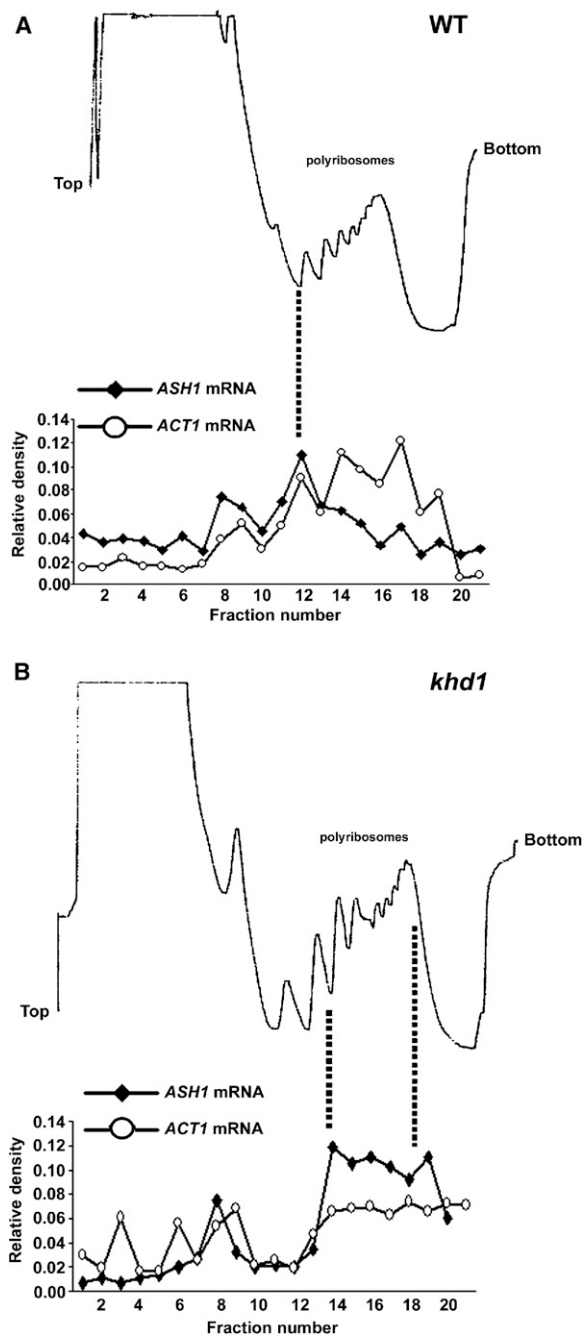 A
WT
Top
polyribosomes
Bottom
ASH1 mRNA
ACT1 mRNA
Relative density
0.14
0.12
0.10
0.08
0.06
0.04
0.02
0.00
2 4 6 8 10 12 14 16 18 20
Fraction number
B
khd1
polyribosomes
Bottom
Top
ASH1 mRNA
ACT1 mRNA
Relative density
0.14
0.12
0.10
0.08
0.06
0.04
0.02
0.00
2 4 6 8 10 12 14 16 18 20
Fraction number